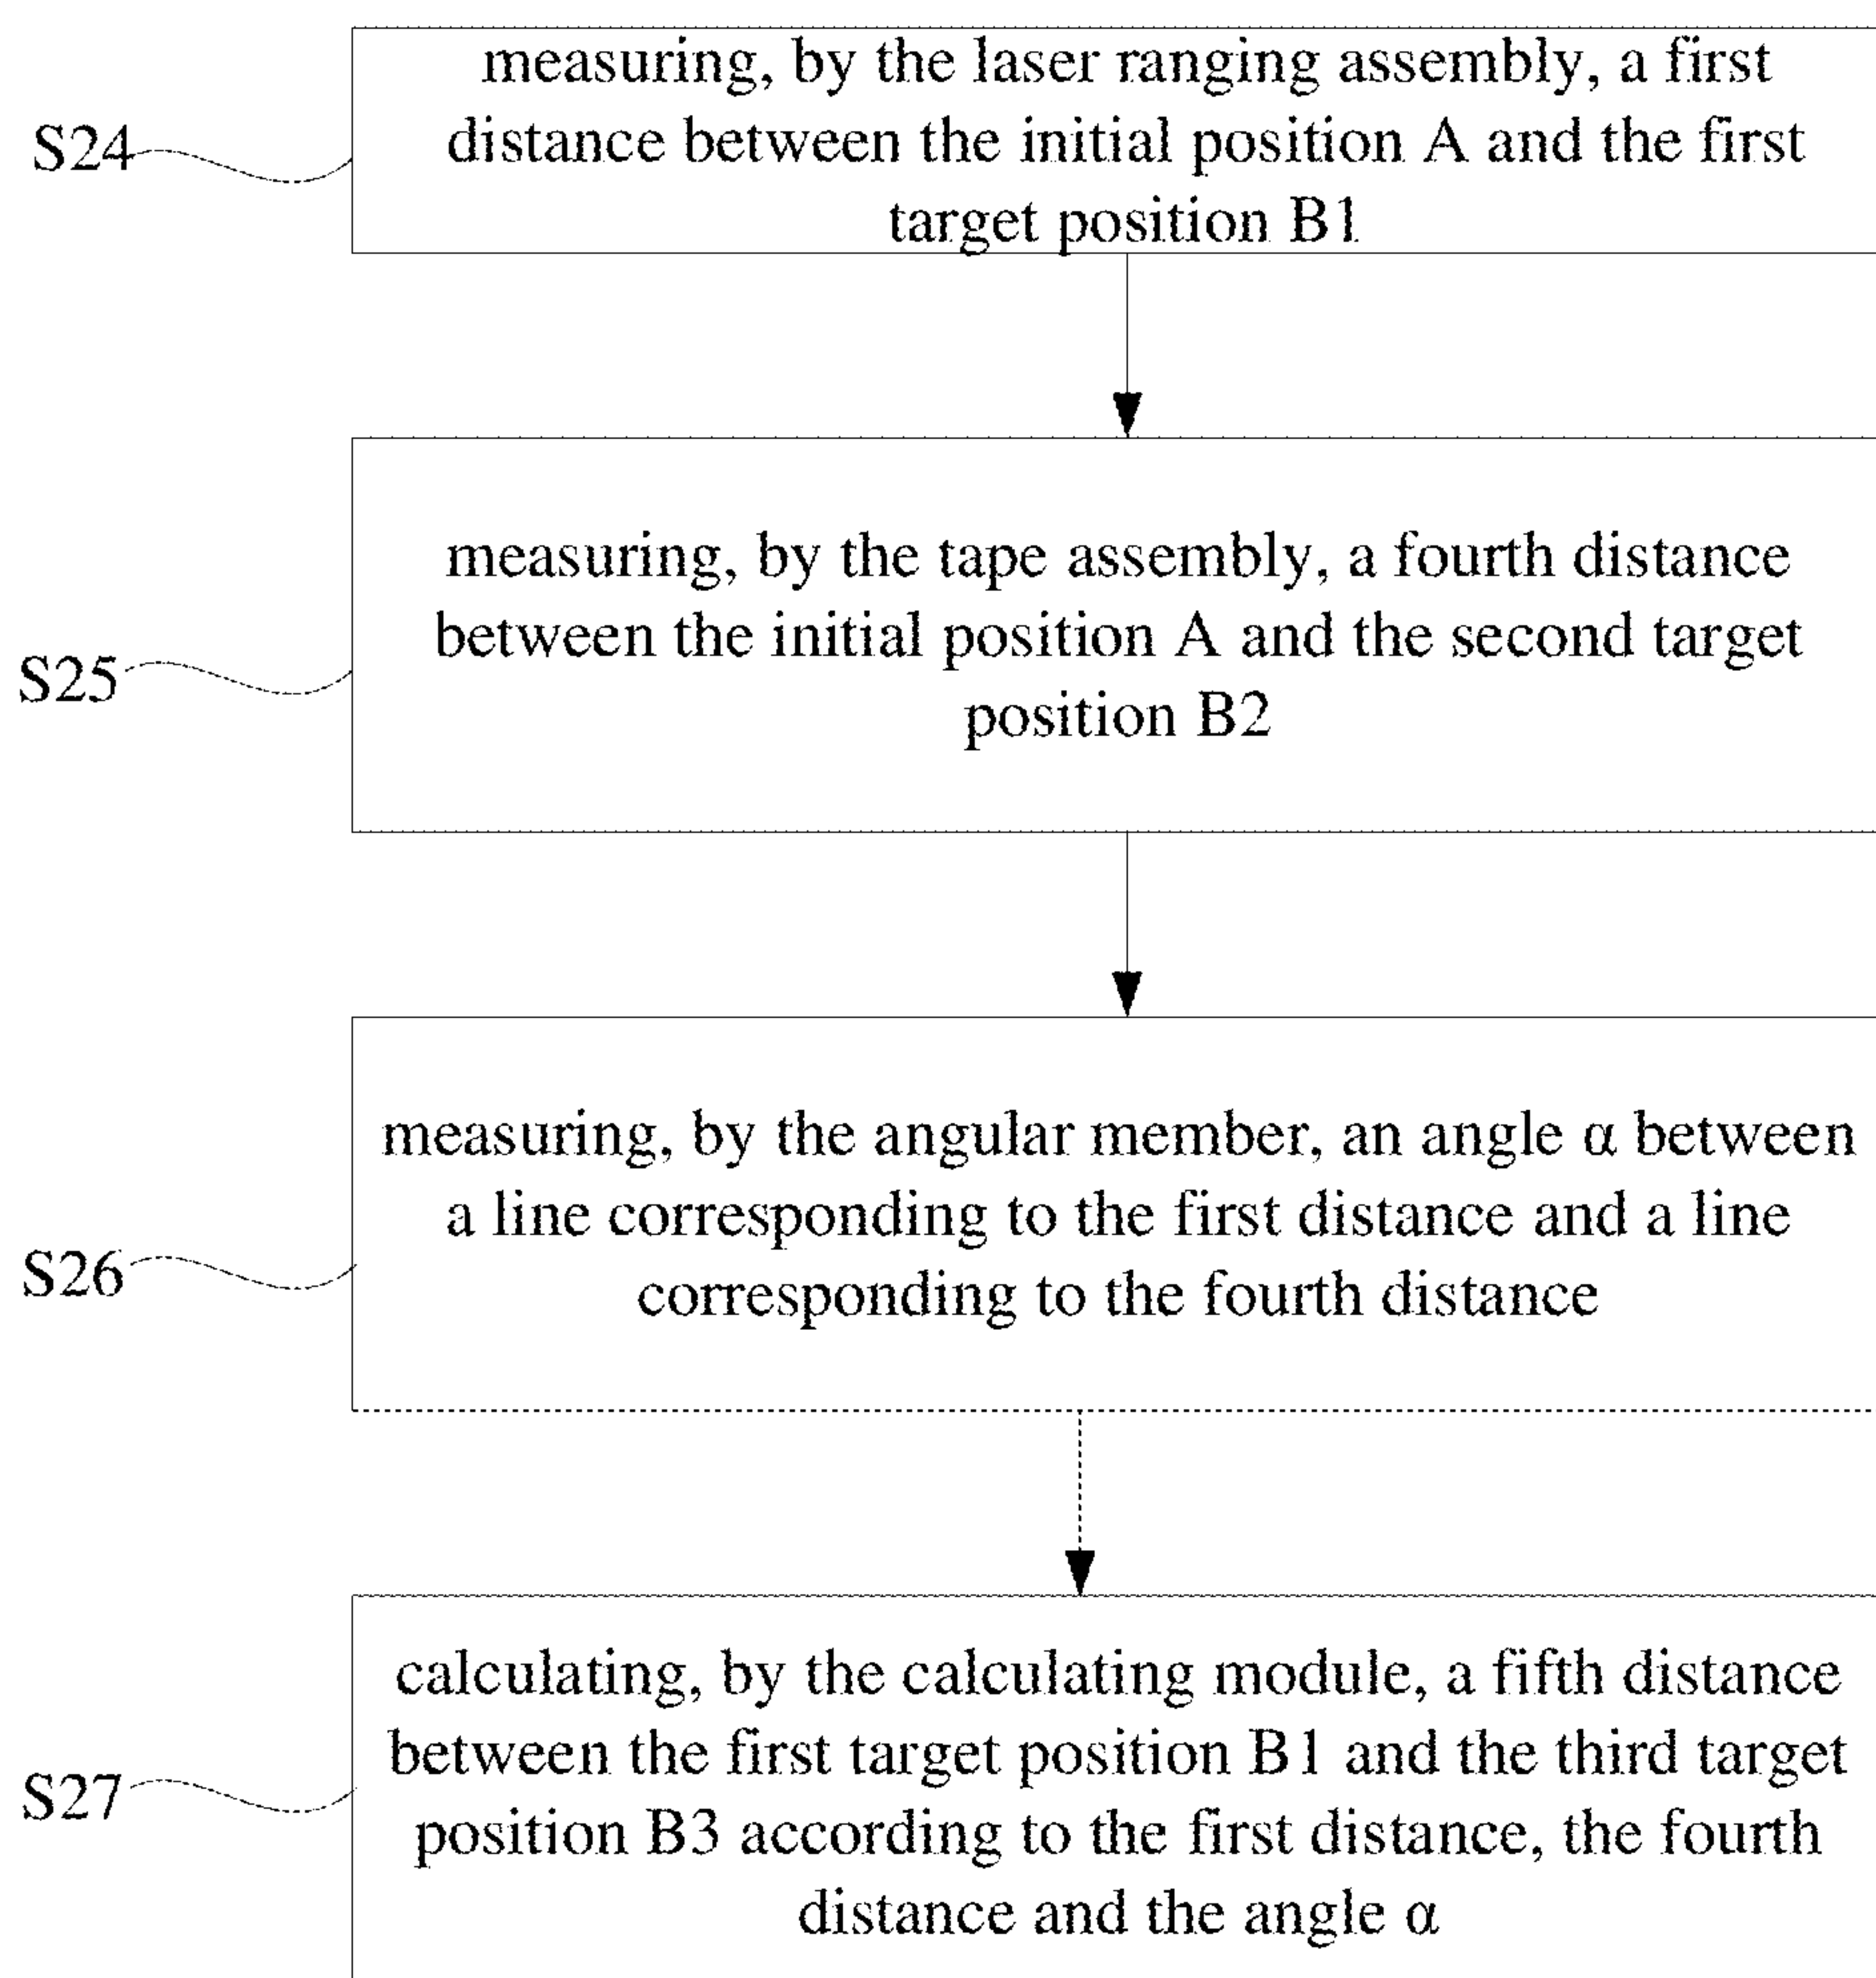 measuring, by the laser ranging assembly, a first
distance between the initial position A and the first
target position B1
S24
measuring, by the tape assembly, a fourth distance
between the initial position A and the second target
position B2
S25
measuring, by the angular member, an angle α between
a line corresponding to the first distance and a line
corresponding to the fourth distance
S26
calculating, by the calculating module, a fifth distance
between the first target position B1 and the third target
position B3 according to the first distance, the fourth
distance and the angle α
S27